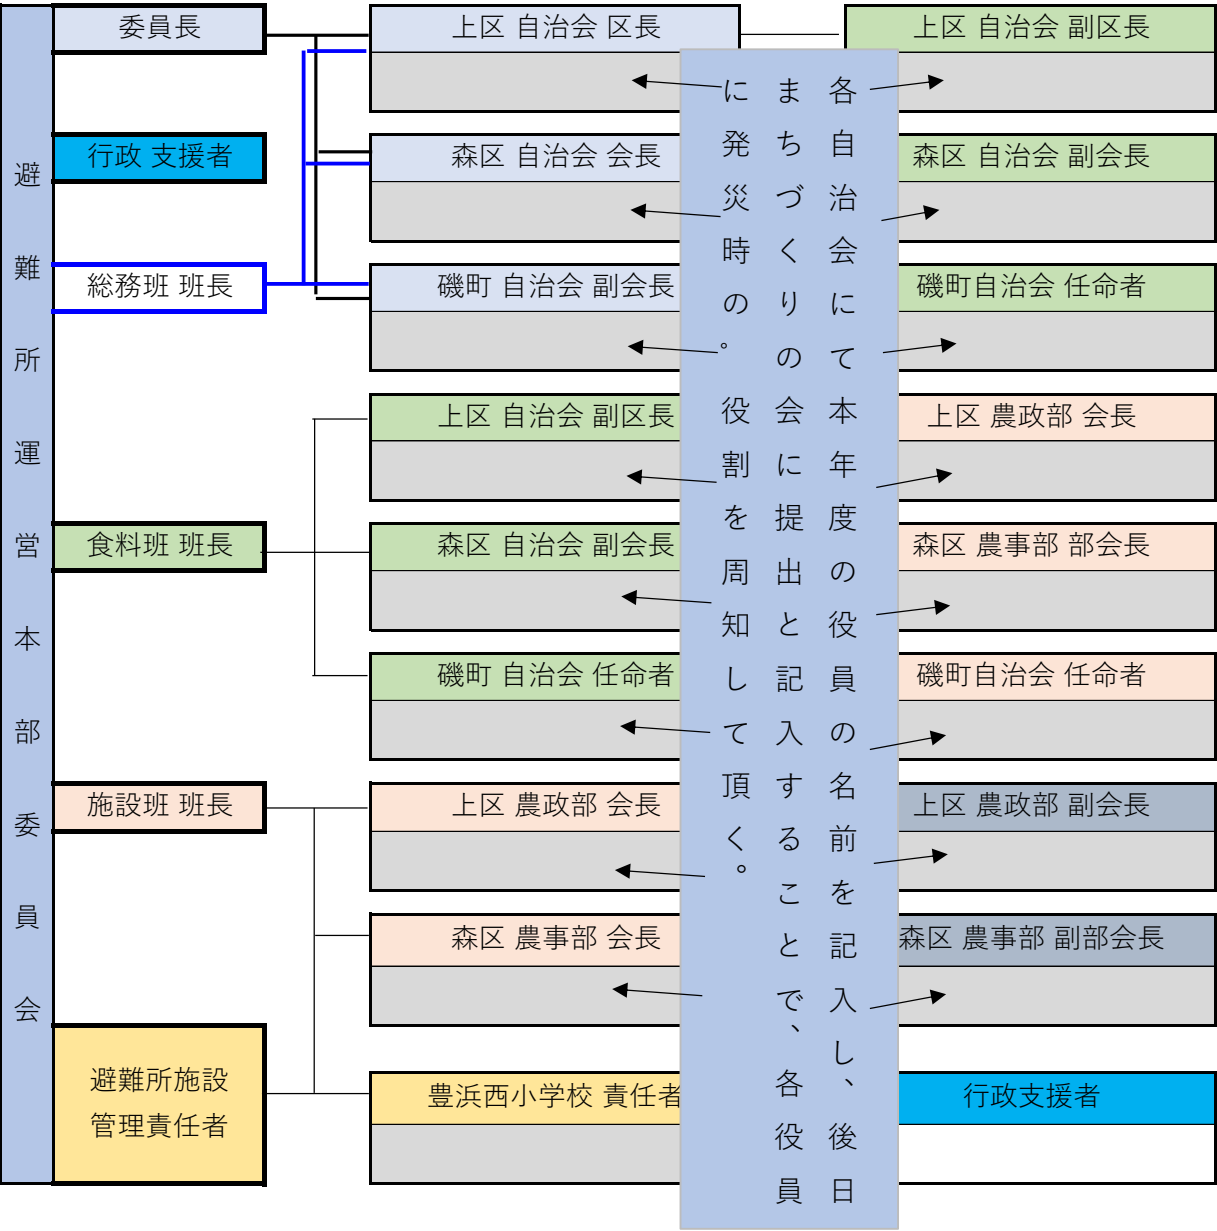 避難所運営本部委員会
委員長
上区 自治会 区長
上区 自治会 副区長
行政 支援者
森区 自治会 会長
森区 自治会 副会長
総務班 班長
磯町 自治会 副会長
磯町自治会 任命者
上区 自治会 副区長
上区 農政部 会長
食料班 班長
森区 自治会 副会長
森区 農事部 部会長
磯町 自治会 任命者
磯町自治会 任命者
施設班 班長
上区 農政部 会長
上区 農政部 副会長
森区 農事部 会長
森区 農事部 副部会長
避難所施設
管理責任者
豊浜西小学校 責任者
行政支援者
各自治会にて本年度の役員の名前を記入し、後日
まちづくりの会に提出と記入することで、各役員
に発災時の。役割を周知して頂く。